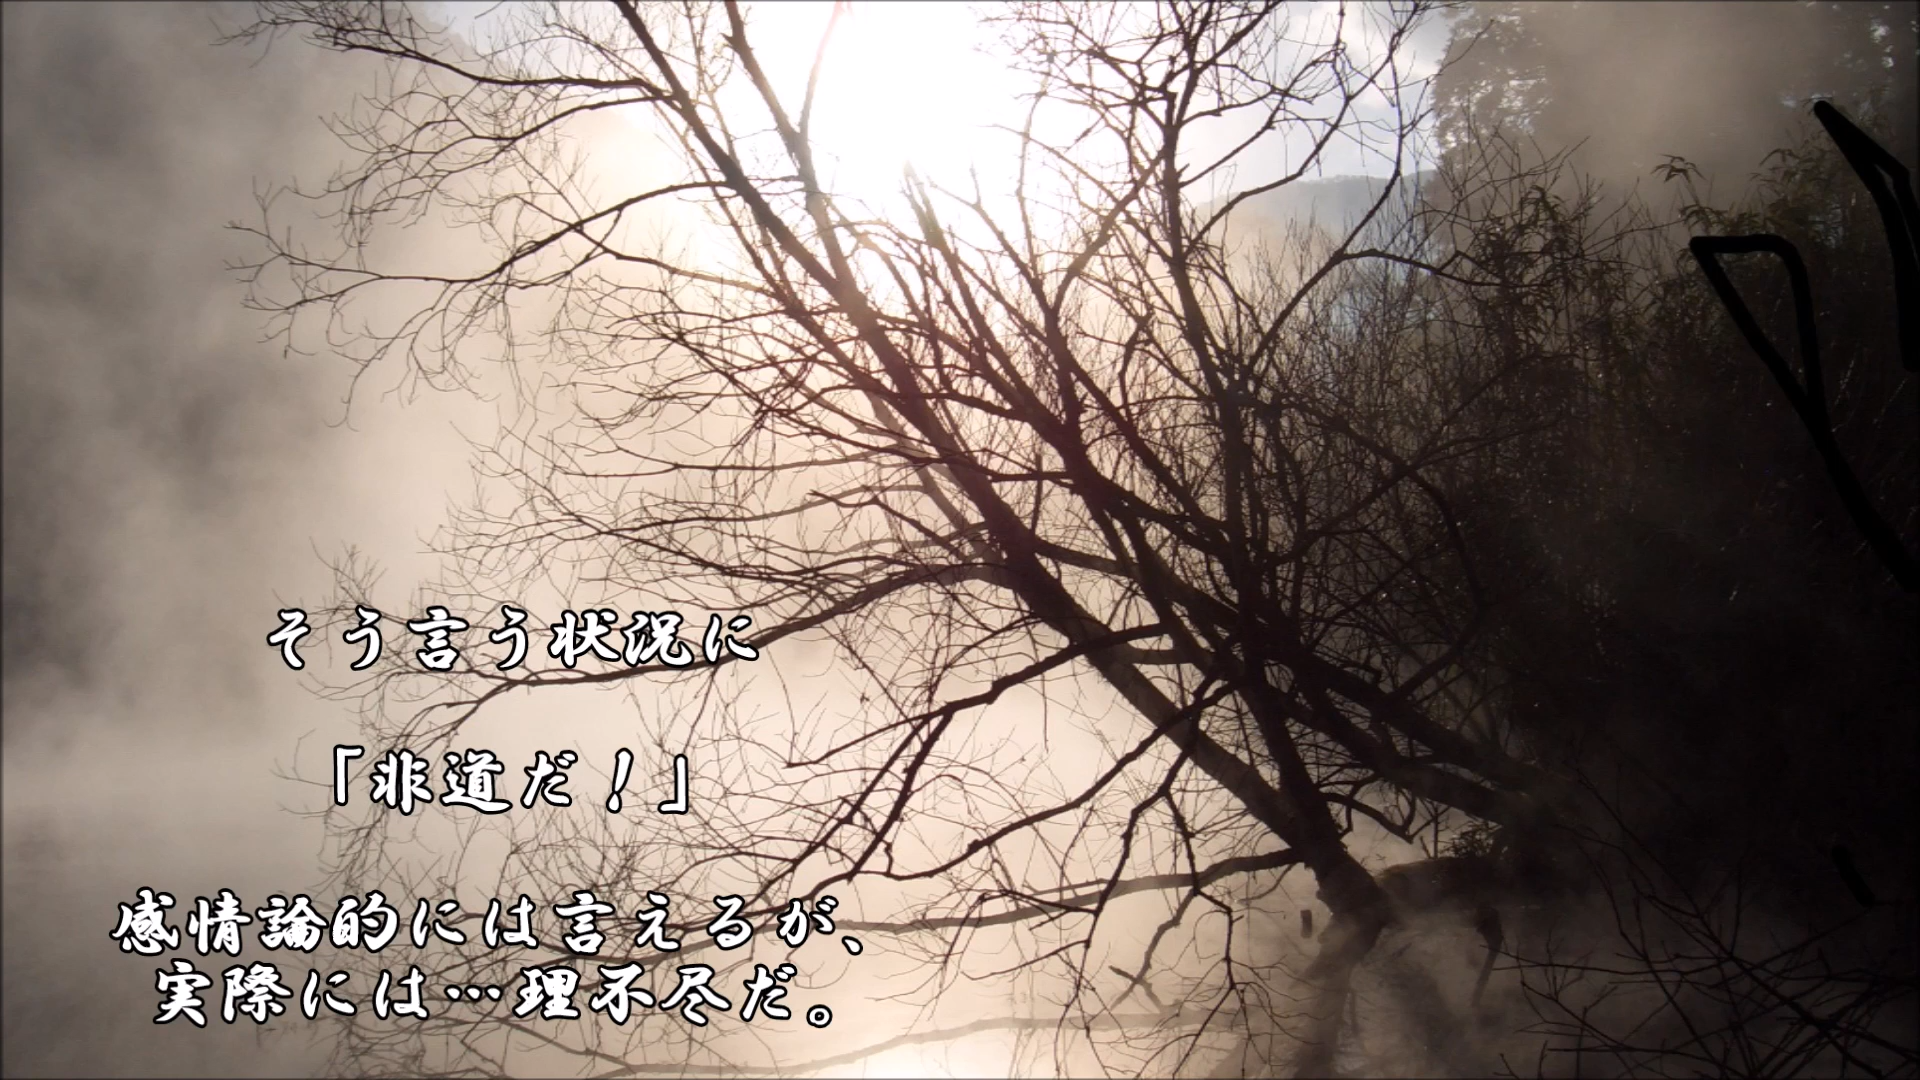 そう言う状況に
「非道だ！」
感情論的には言えるが、
実際には…理不尽だ。